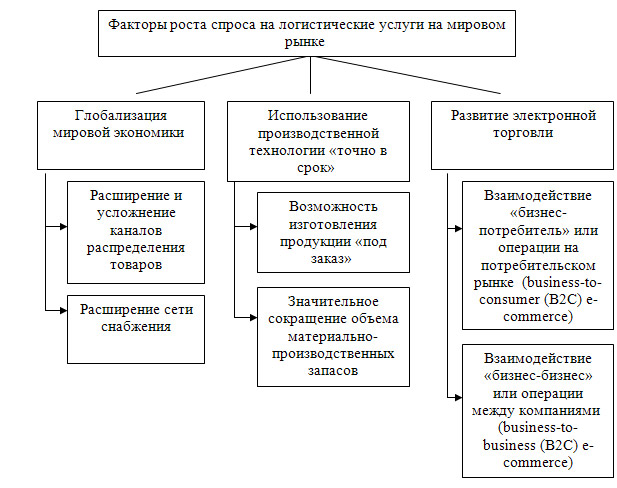 Факторы роста спроса на логистические услуги на мировом
рынке
Глобализация
мировой экономики
Расширение и
усложнение
каналов
распределения
товаров
Расширение сети
снабжения
Использование
производственной
технологии «точно в
срок»
Возможность
изготовления
продукции «под
заказ»
Значительное
сокращение объема
материально-
производственных
запасов
Развитие электронной
торговли
Взаимодействие
«бизнес-
потребитель» или
операции на
потребительском
рынке (business-to-
consumer (B2C) e-
commerce)
Взаимодействие
«бизнес-бизнес»
или операции
между компаниями
(business-to-
business (B2C) e-
commerce)